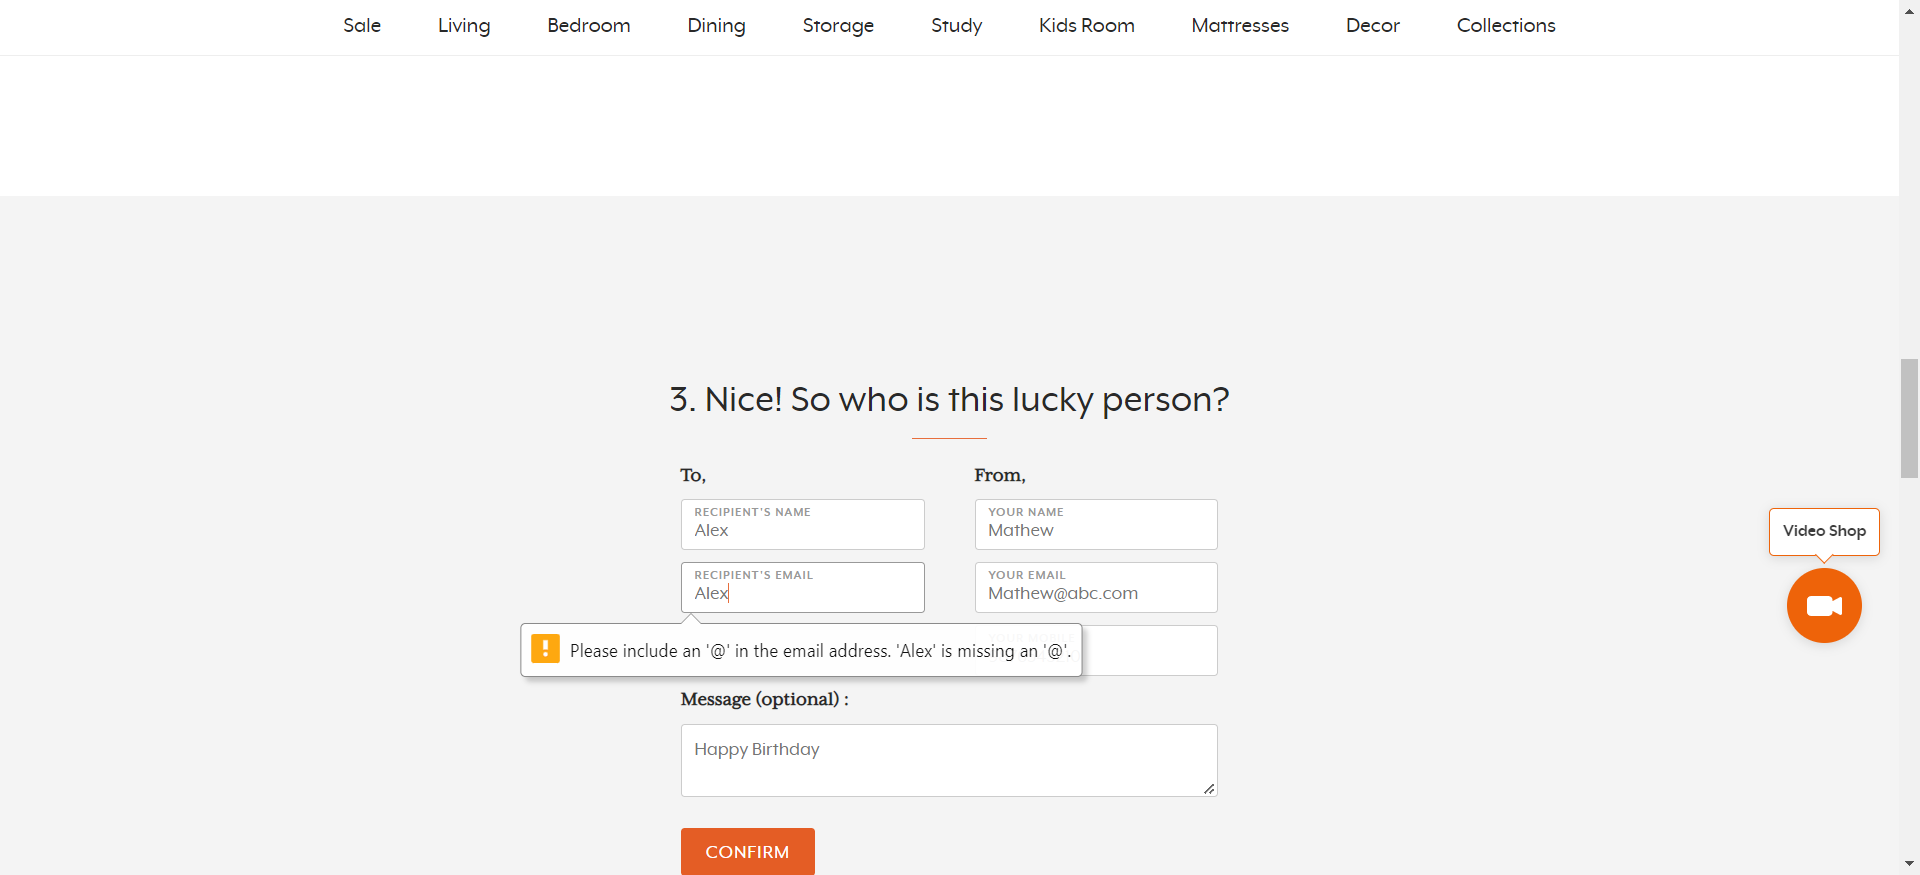 Sale Living Bedroom Dining Storage Study Kids Room Mattresses Decor Collections
3. Nice! So who is this lucky person?
To,
From,
RECIPIENT'S NAME
Alex
YOUR NAME
Mathew
RECIPIENT'S EMAIL
Alex
YOUR EMAIL
Mathew@abc.com
Please include an '@' in the email address. 'Alex' is missing an '@'.
YOUR MOBILE
Message (optional) :
Happy Birthday
CONFIRM
Video Shop